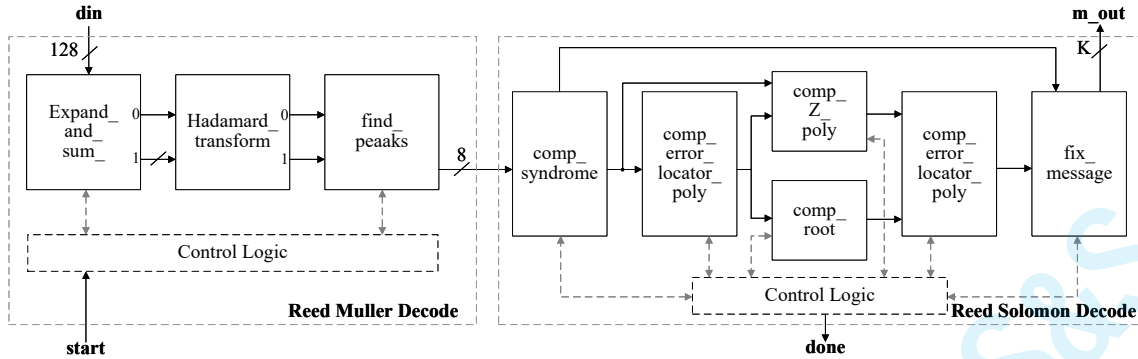 din
m_out
128
K
Expand_
and_
sum_
0
1
Hadamard_
transform_
0
1
find_
peaaks
8
comp_
syndrome
comp_
error_
locator_
poly
comp_
Z_
poly
comp_
root
comp_
error_
locator_
poly
fix_
message
Control Logic
Control Logic
Reed Muller Decode
Reed Solomon Decode
start
done
S&S